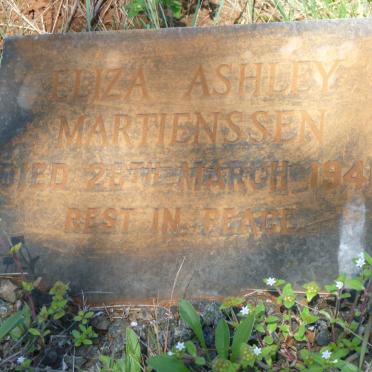 ELIZA ASHLEY
MARTIENSSEN
DIED MARCH
REST IN PEACE